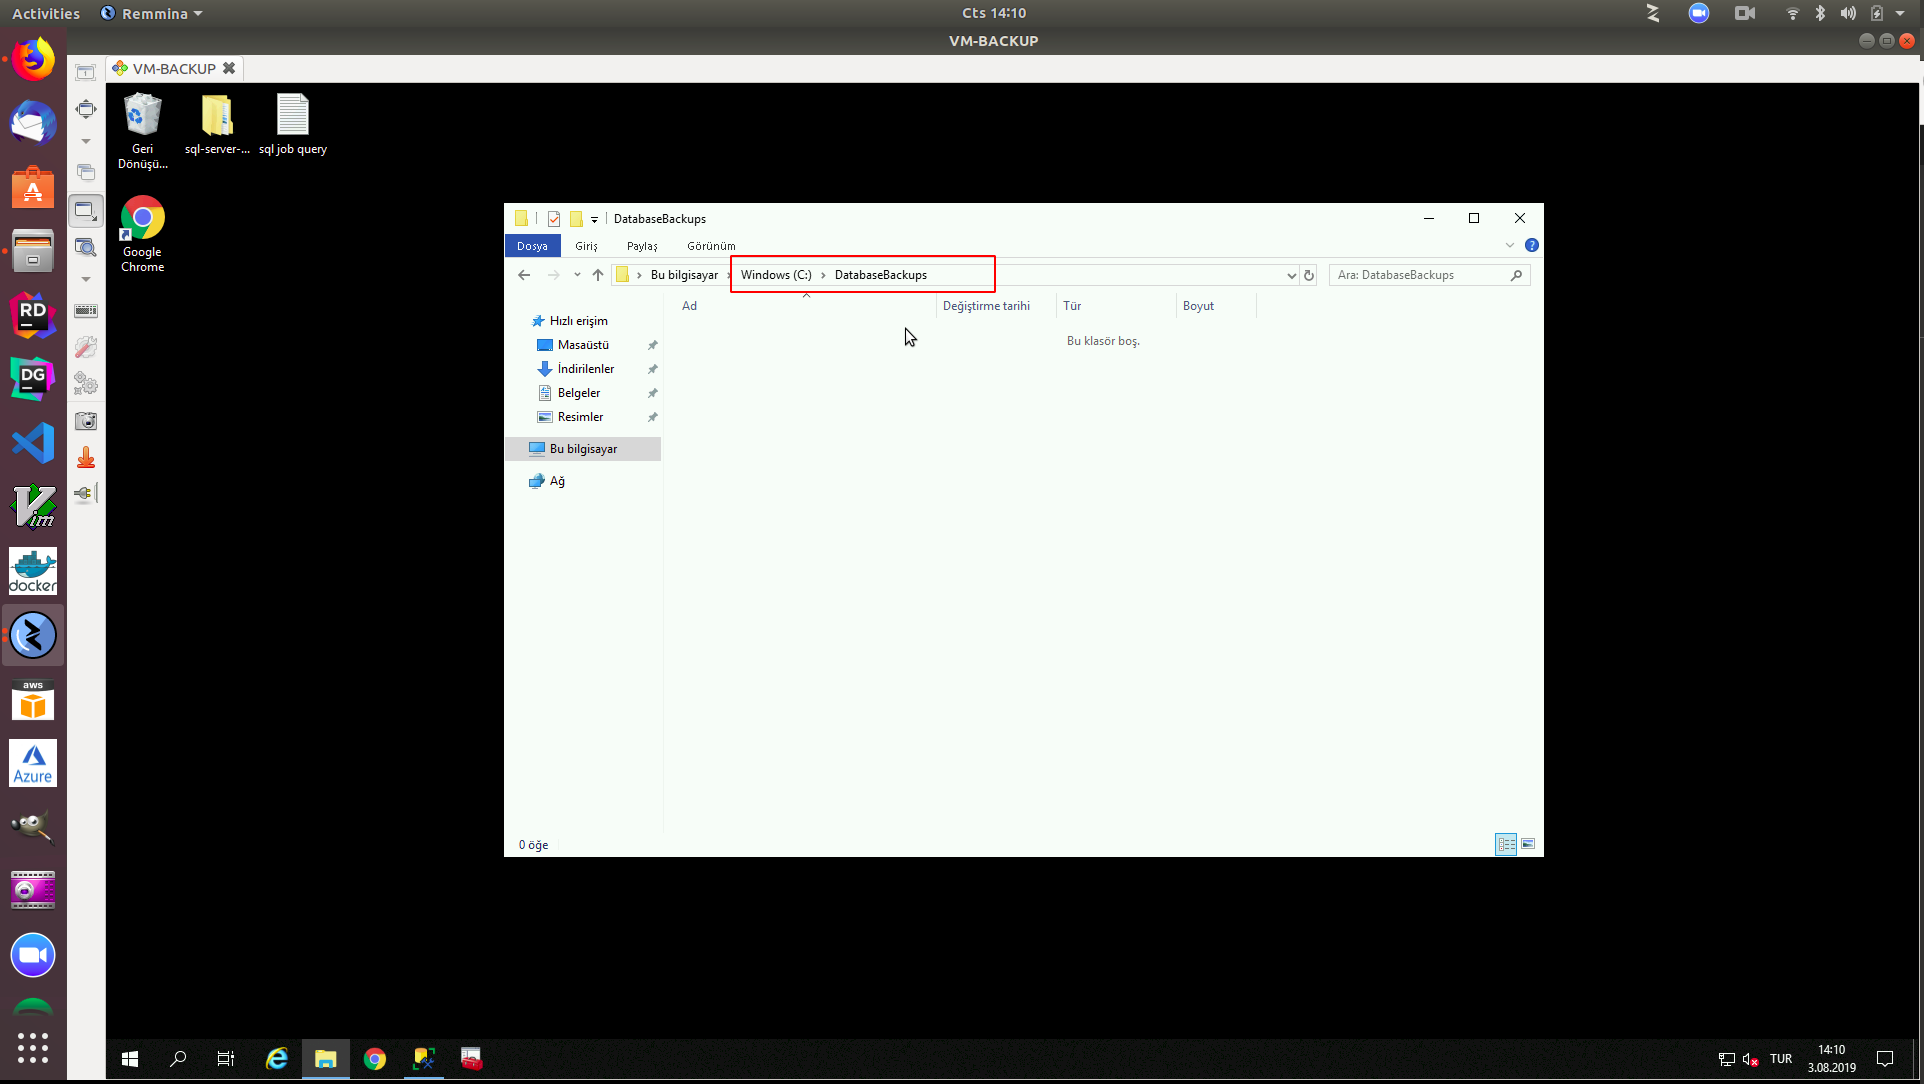 Activities
Remmina
Cts 14:10
VM-BACKUP
VM-BACKUP
Geri Dönüşü...
sql-server-...
sql job query
Google Chrome
DatabaseBackups
Dosya
Giriş
Paylaş
Görünüm
Bu bilgisayar
Windows (C:)
DatabaseBackups
Ara: DatabaseBackups
Ad
Değiştirme tarihi
Tür
Boyut
Hızlı erişim
Bu klasör boş.
Masaüstü
İndirilenler
Belgeler
Resimler
Bu bilgisayar
Ağ
0 öğe
RD
DG
Vim
docker
aws
Azure
TUR
14:10
3.08.2019